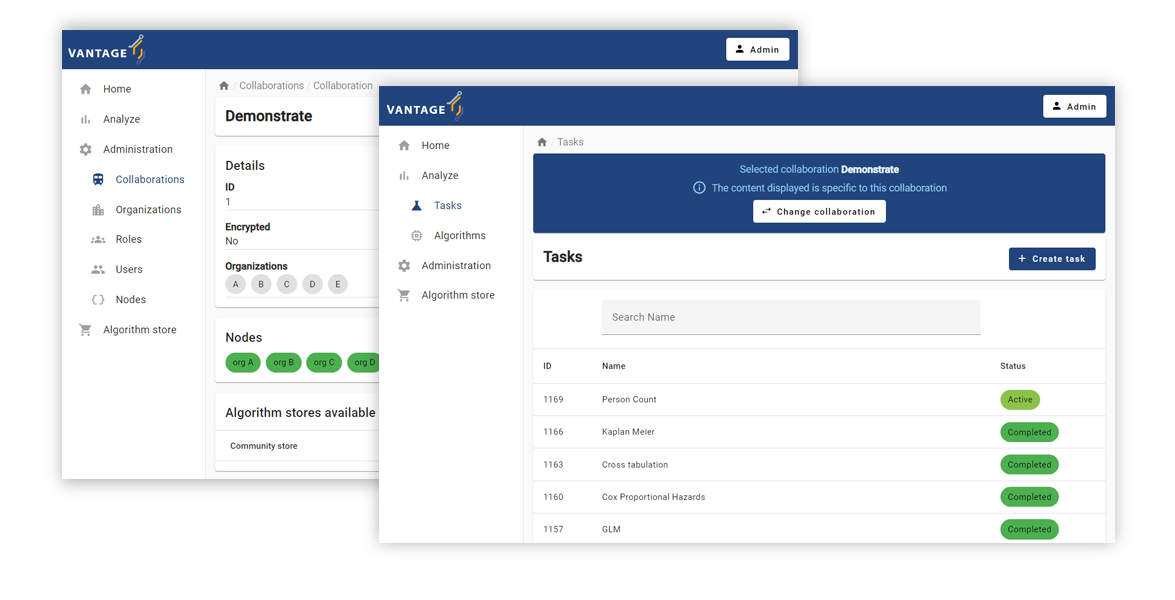 VANTAGE
Admin
Home
Analyze
Administration
Collaborations
Organizations
Roles
Users
Nodes
Algorithm store
/ Collaborations / Collaboration
Demonstrate
Details
ID
1
Encrypted
No
Organizations
A B C D E
Nodes
org A org B org C org D
Algorithm stores available
Community store
VANTAGE
Admin
Home
Analyze
Tasks
Algorithms
Administration
Algorithm store
/ Tasks
Selected collaboration Demonstrate
The content displayed is specific to this collaboration
Change collaboration
Tasks
+ Create task
Search Name
ID Name Status
1169 Person Count Active
1166 Kaplan Meier Completed
1163 Cross tabulation Completed
1160 Cox Proportional Hazards Completed
1157 GLM Completed